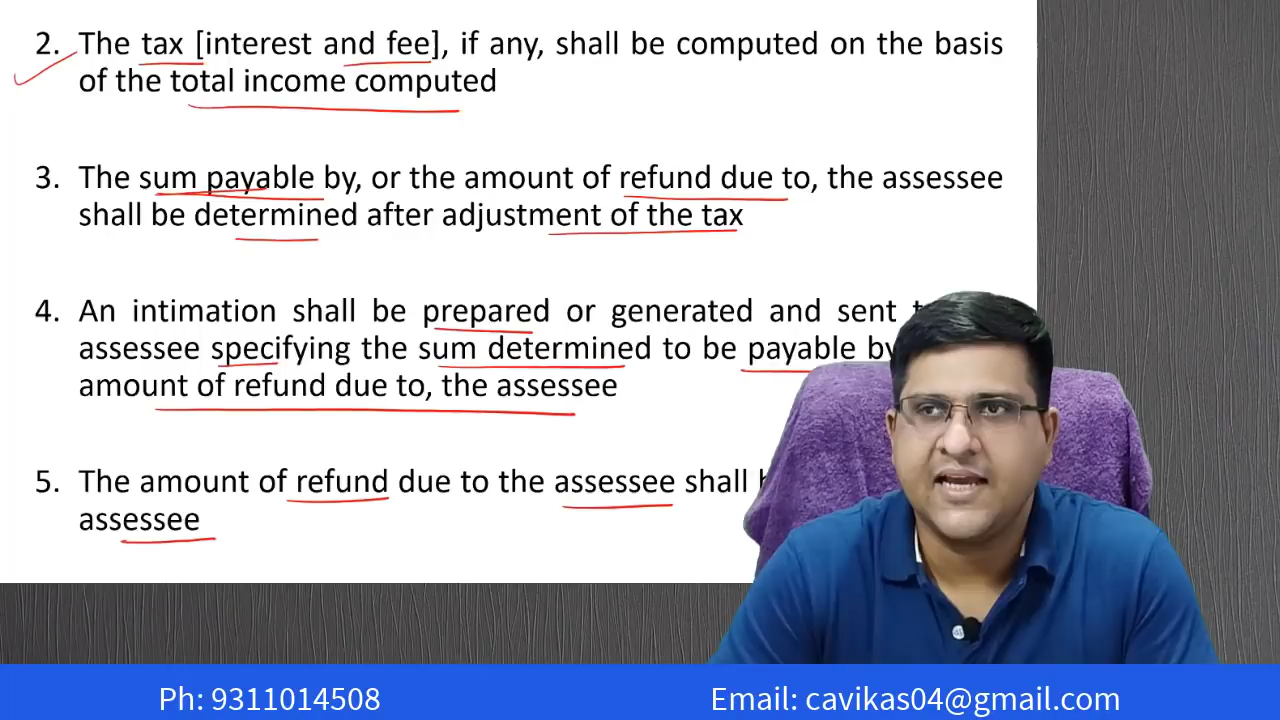 2. The tax [interest and fee], if any, shall be computed on the basis
of the total income computed
3. The sum payable by, or the amount of refund due to, the assessee
shall be determined after adjustment of the tax
4. An intimation shall be prepared or generated and sent
assessee specifying the sum determined to be payable by
amount of refund due to, the assessee
5. The amount of refund due to the assessee shall
assessee
Ph: 9311014508
Email: cavikas04@gmail.com